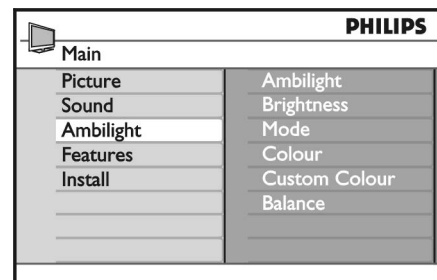 PHILIPS
Main
Picture
Sound
Ambilight
Features
Install
Ambilight
Brightness
Mode
Colour
Custom Colour
Balance